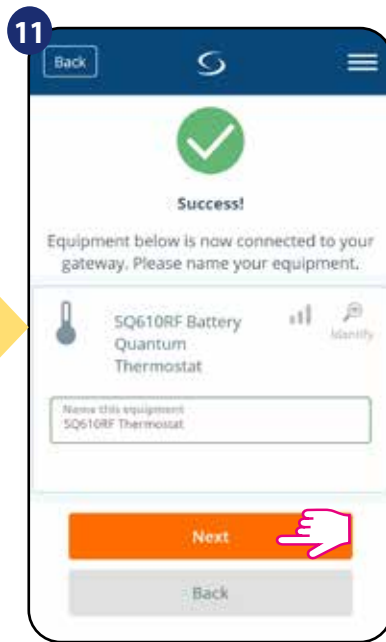 11
Back
Success!
Equipment below is now connected to your
gateway. Please name your equipment.
SQ610RF Battery
Quantum
Thermostat
Identify
Name this equipment
SQ610RF Thermostat
Next
Back